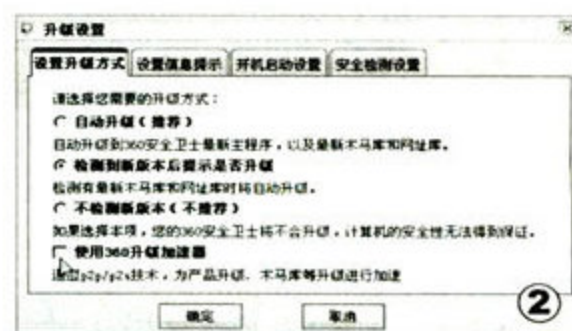 升级设置
设置升级方式 设置信息提示 开机启动设置 安全检测设置
请选择您需要的升级方式：
自动升级（推荐）
自动升级到360安全卫士最新主程序，以及最新木马库和网址库。
检测到新版本后提示是否升级
检测有最新木马库和网址库时将自动升级。
不检测新版本（不推荐）
如果选择本项，您的360安全卫士将不会升级，计算机的安全性无法得到保证。
使用360升级加速器
p2p/p2s技术，为产品升级、木马库等升级进行加速
确定 取消
2